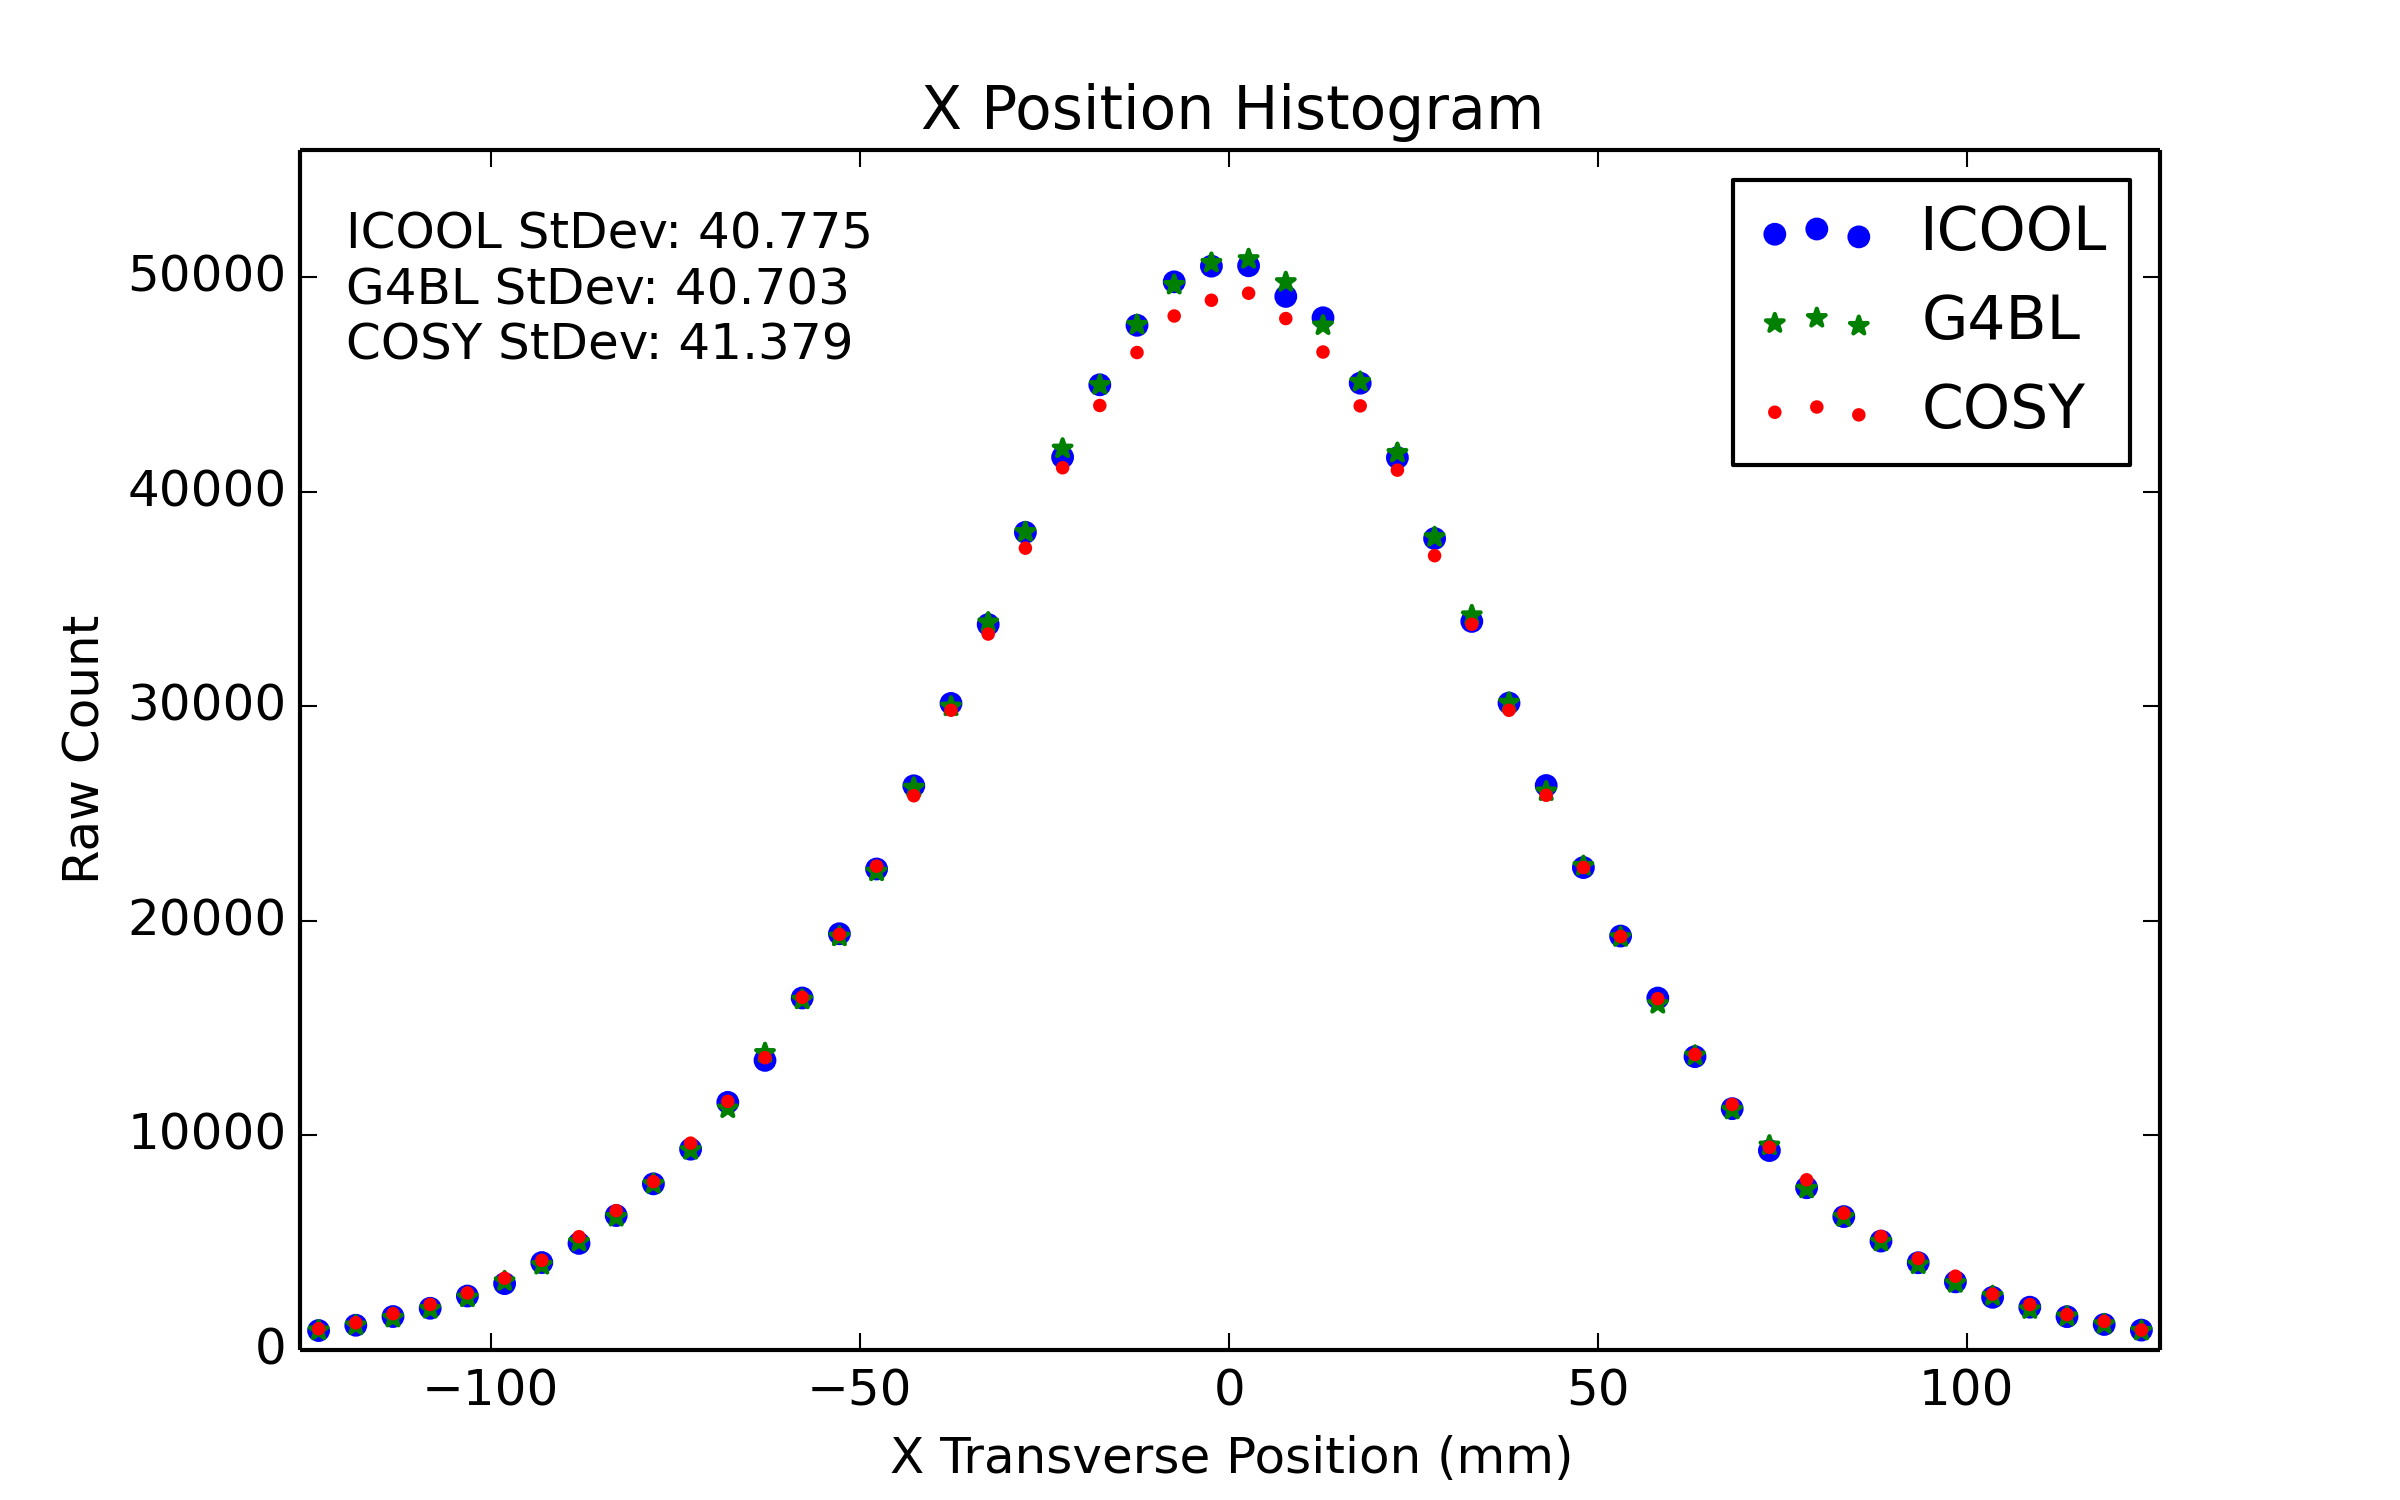 X Position Histogram
ICOOL StDev: 40.775
G4BL StDev: 40.703
COSY StDev: 41.379
ICOOL
G4BL
COSY
50000
40000
30000
20000
10000
0
Raw Count
−100
−50
0
50
100
X Transverse Position (mm)